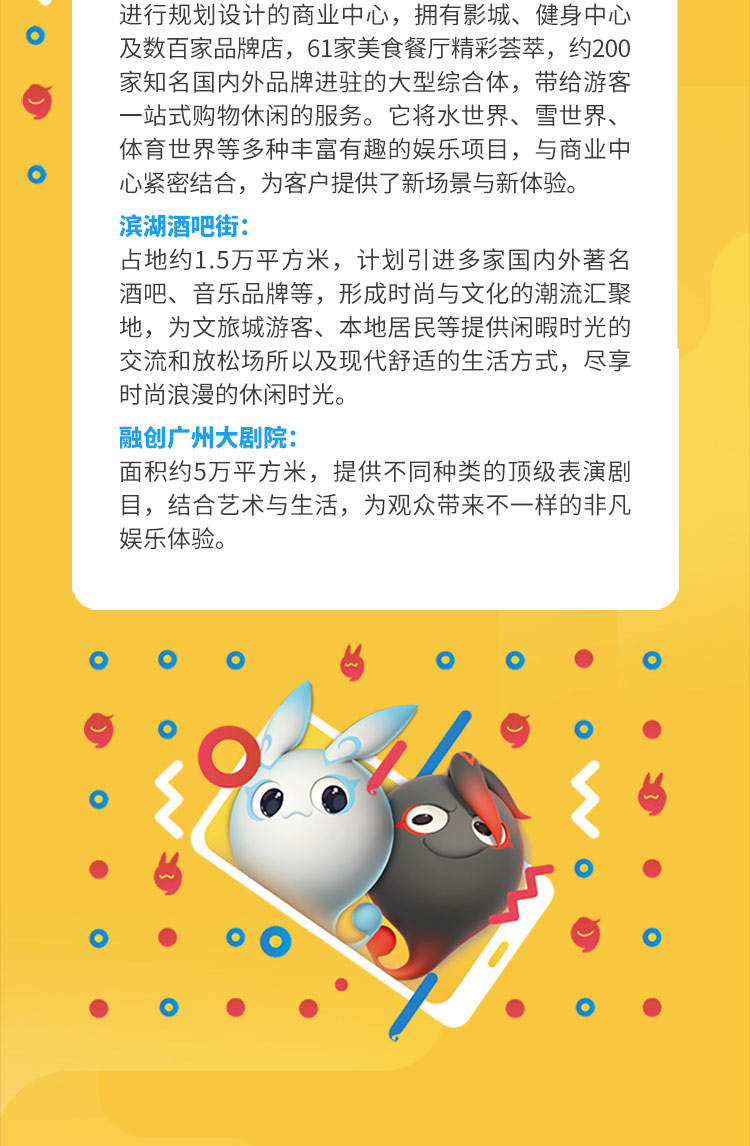 进行规划设计的商业中心，拥有影城、健身中心
及数百家品牌店，61家美食餐厅精彩荟萃，约200
家知名国内外品牌进驻的大型综合体，带给游客
一站式购物休闲的服务。它将水世界、雪世界、
体育世界等多种丰富有趣的娱乐项目，与商业中
心紧密结合，为客户提供了新场景与新体验。
滨湖酒吧街：
占地约1.5万平方米，计划引进多家国内外著名
酒吧、音乐品牌等，形成时尚与文化的潮流汇聚
地，为文旅城游客、本地居民等提供闲暇时光的
交流和放松场所以及现代舒适的生活方式，尽享
时尚浪漫的休闲时光。
融创广州大剧院：
面积约5万平方米，提供不同种类的顶级表演剧
目，结合艺术与生活，为观众带来不一样的非凡
娱乐体验。